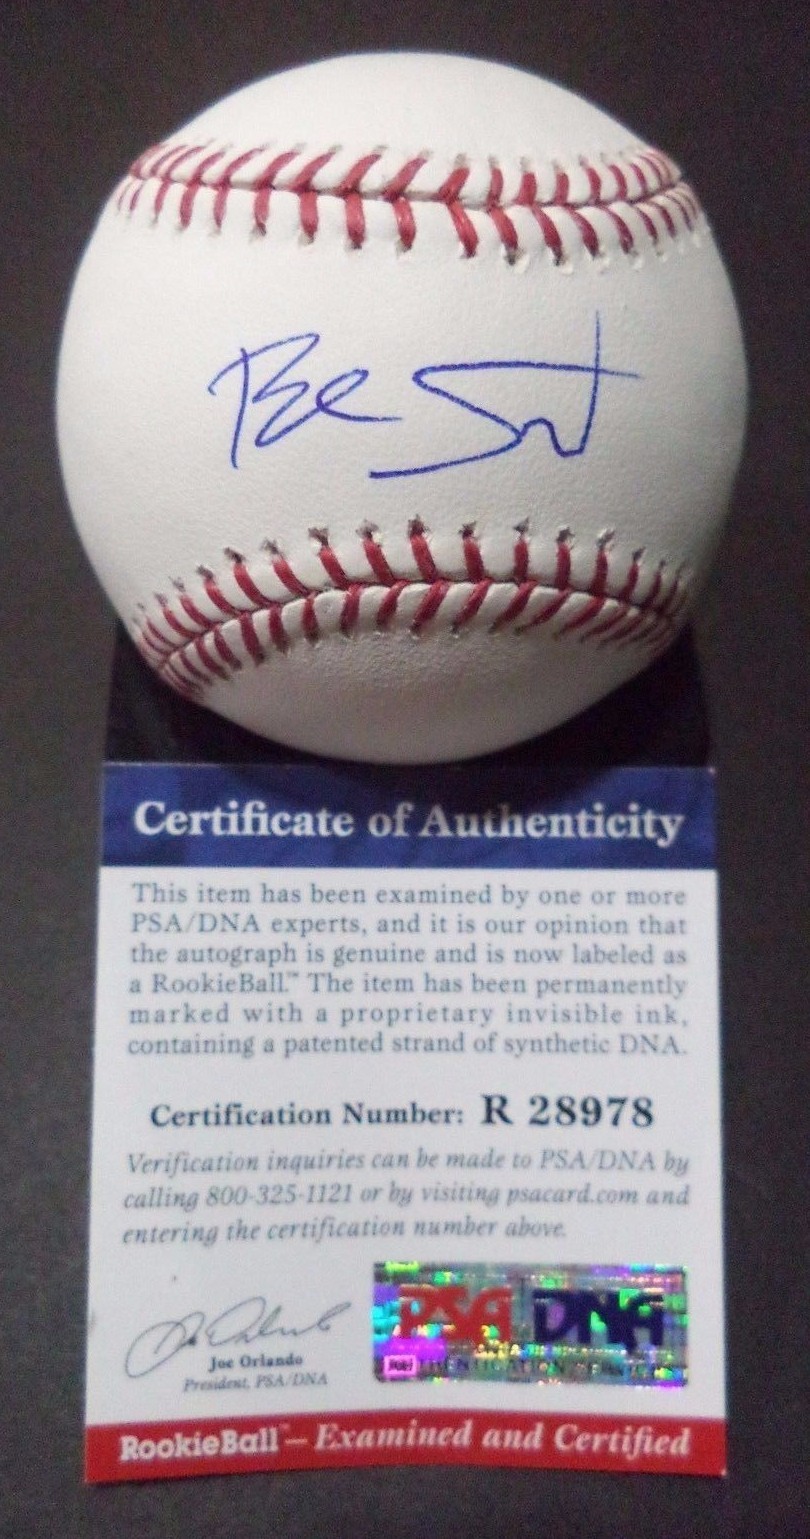 Certificate of Authenticity
This item has been examined by one or more
PSA/DNA experts, and it is our opinion that
the autograph is genuine and is now labeled as
a RookieBall.™ The item has been permanently
marked with a proprietary invisible ink,
containing a patented strand of synthetic DNA.
Certification Number: R 28978
Verification inquiries can be made to PSA/DNA by
calling 800-325-1121 or by visiting psacard.com and
entering the certification number above.
Joe Orlando
President, PSA/DNA
PSA DNA
RookieBall™– Examined and Certified